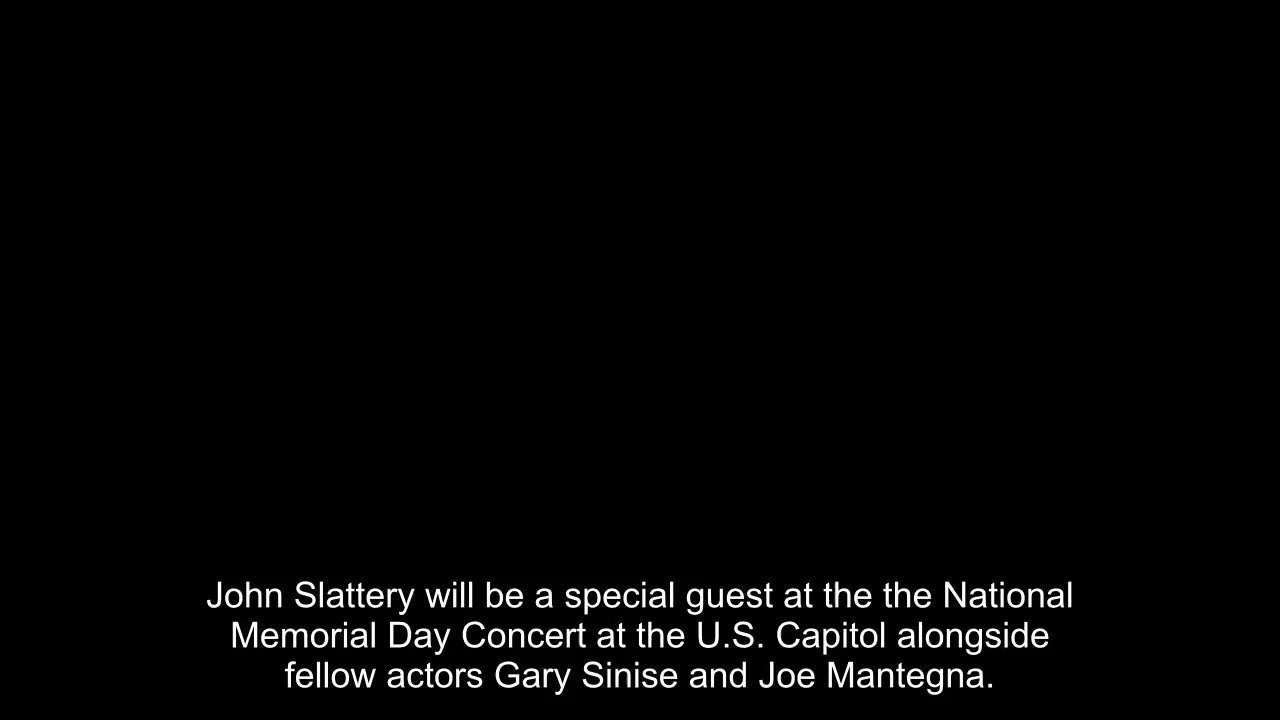 John Slattery will be a special guest at the the National
Memorial Day Concert at the U.S. Capitol alongside
fellow actors Gary Sinise and Joe Mantegna.